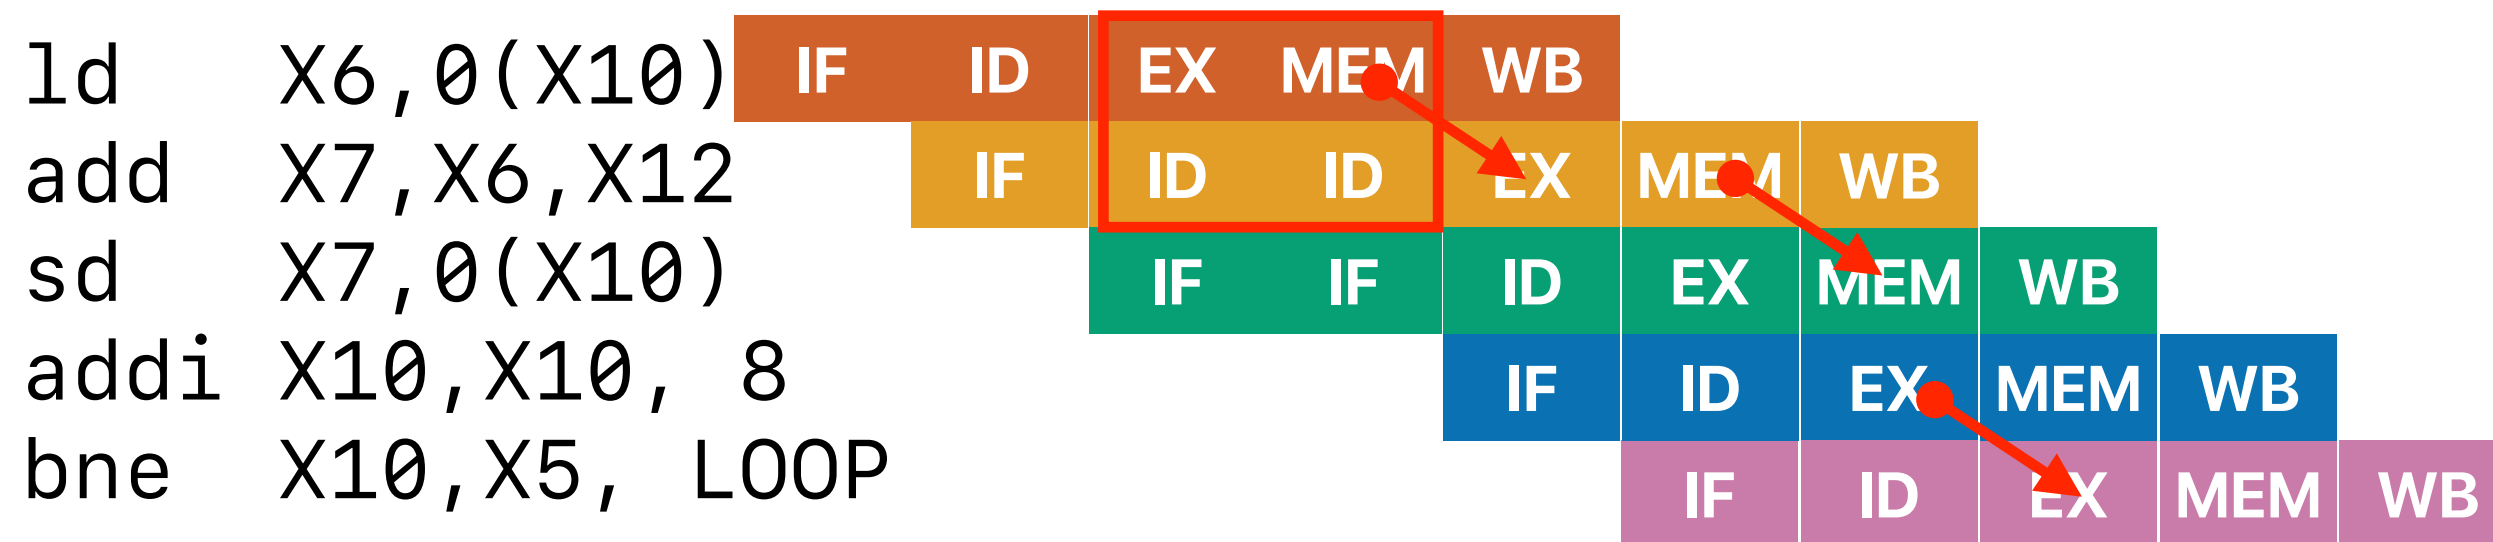 ld X6, 0(X10) IF ID EX MEM WB
add X7,X6,X12 IF ID ID EX MEM WB
sd X7, 0(X10) IF IF ID EX MEM WB
addi X10,X10, 8 IF ID EX MEM WB
bne X10,X5, LOOP IF ID EX MEM WB